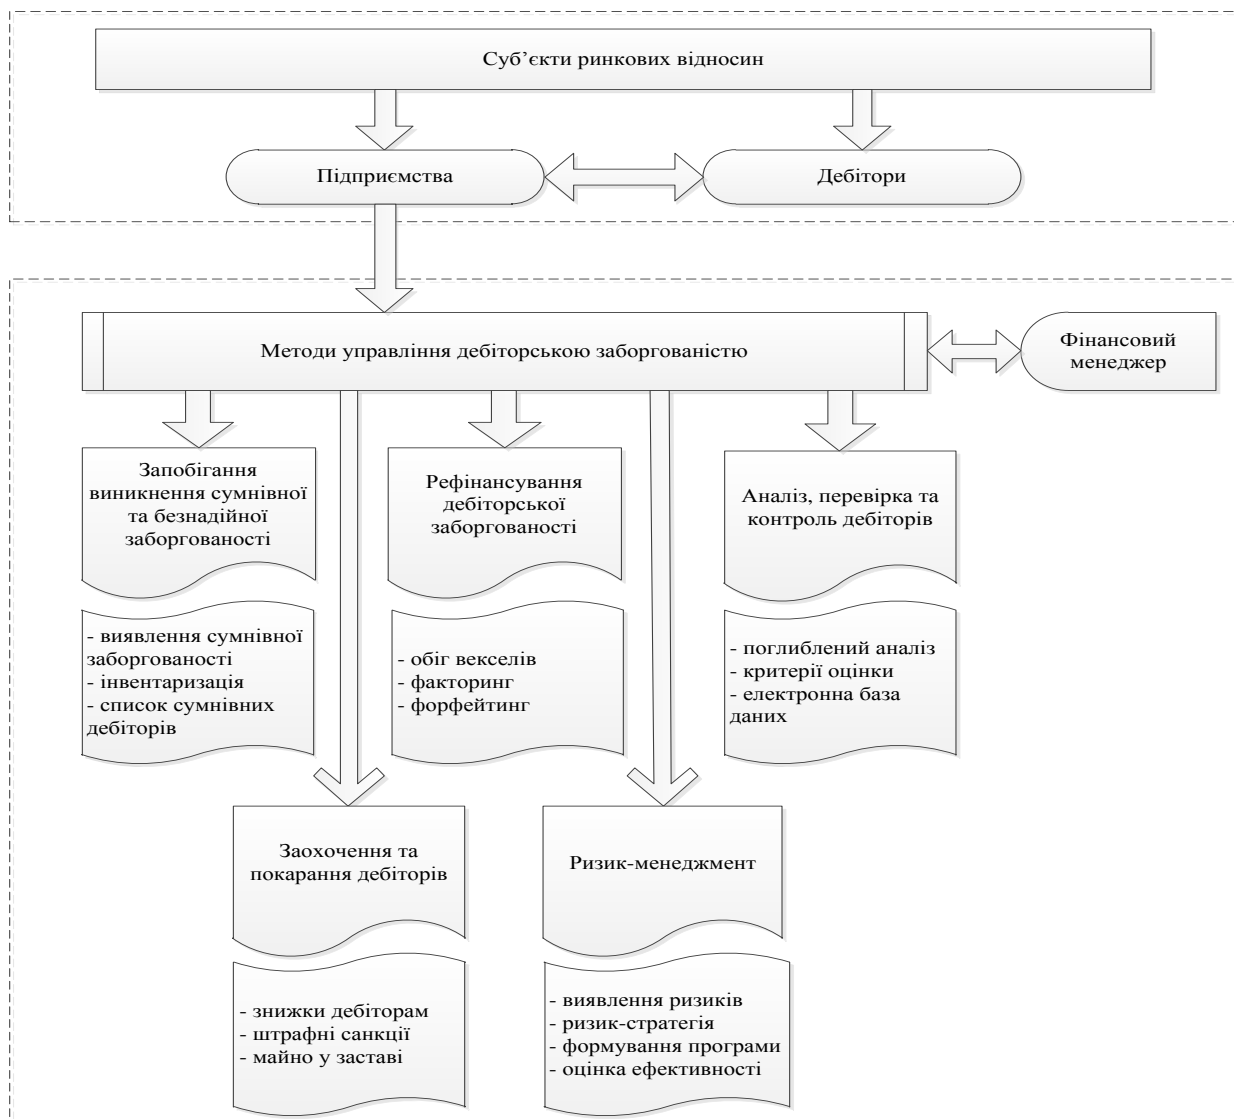 Суб’єкти ринкових відносин
Підприємства
Дебітори
Методи управління дебіторською заборгованістю
Фінансовий
менеджер
Запобігання
виникнення сумнівної
та безнадійної
заборгованості
Рефінансування
дебіторської
заборгованості
Аналіз, перевірка та
контроль дебіторів
- виявлення сумнівної
заборгованості
- інвентаризація
- список сумнівних
дебіторів
- обіг векселів
- факторинг
- форфейтинг
- поглиблений аналіз
- критерії оцінки
- електронна база
даних
Заохочення та
покарання дебіторів
Ризик-менеджмент
- знижки дебіторам
- штрафні санкції
- майно у заставі
- виявлення ризиків
- ризик-стратегія
- формування програми
- оцінка ефективності